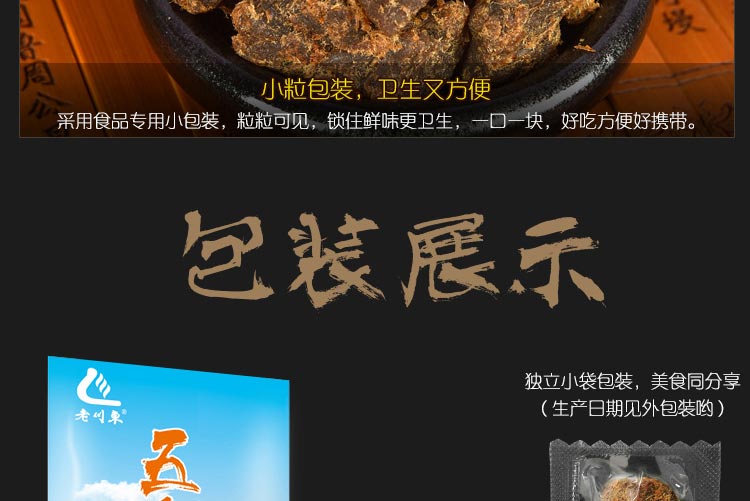 小粒包装，卫生又方便
采用食品专用小包装，粒粒可见，锁住鲜味更卫生，一口一块，好吃方便好携带。
包装展示
独立小袋包装，美食同分享
（生产日期见外包装哟）
老川東®
五